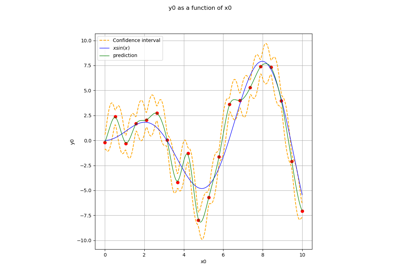 y0 as a function of x0
10.0
7.5
5.0
2.5
0.0
−2.5
−5.0
−7.5
−10.0
y0
Confidence interval
xsin(x)
prediction
0 2 4 6 8 10
x0